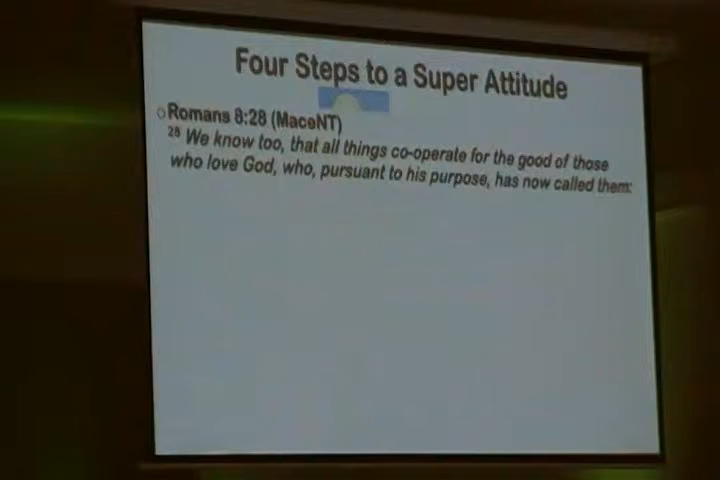 Four Steps to a Super Attitude
Romans 8:28 (MaceNT)
28 We know too, that all things co-operate for the good of those
who love God, who, pursuant to his purpose, has now called them: